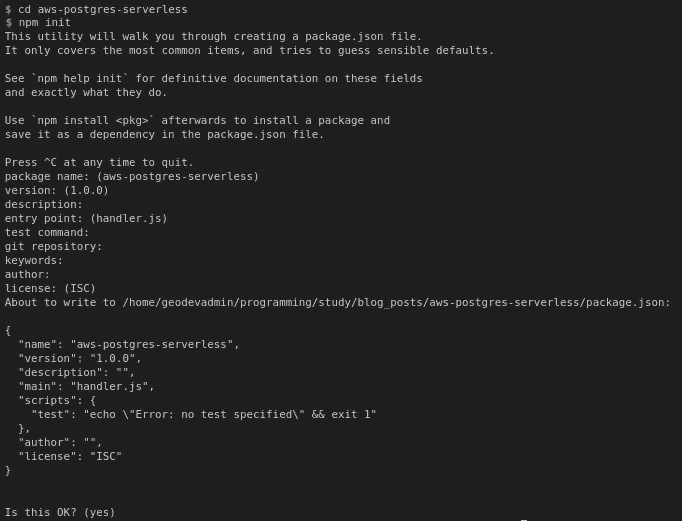 $ cd aws-postgres-serverless
$ npm init
This utility will walk you through creating a package.json file.
It only covers the most common items, and tries to guess sensible defaults.
See `npm help init` for definitive documentation on these fields
and exactly what they do.
Use `npm install <pkg>` afterwards to install a package and
save it as a dependency in the package.json file.
Press ^C at any time to quit.
package name: (aws-postgres-serverless)
version: (1.0.0)
description:
entry point: (handler.js)
test command:
git repository:
keywords:
author:
license: (ISC)
About to write to /home/geodevadmin/programming/study/blog_posts/aws-postgres-serverless/package.json:
{
  "name": "aws-postgres-serverless",
  "version": "1.0.0",
  "description": "",
  "main": "handler.js",
  "scripts": {
    "test": "echo \"Error: no test specified\" && exit 1"
  },
  "author": "",
  "license": "ISC"
}
Is this OK? (yes)